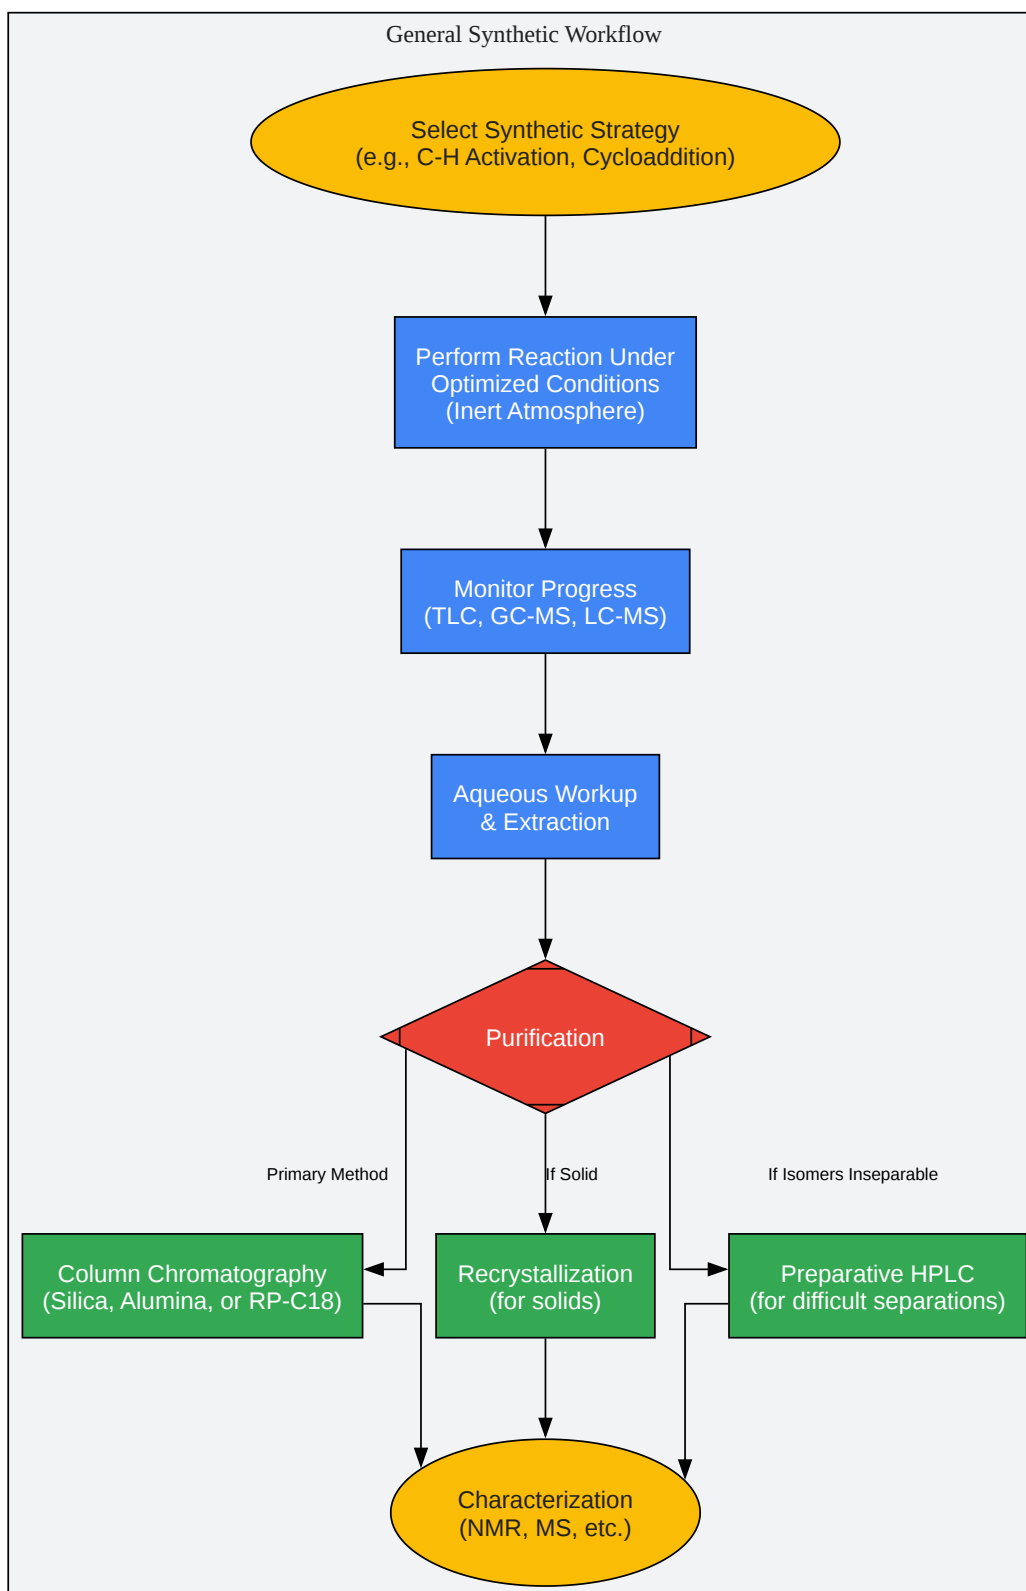 General Synthetic Workflow
Select Synthetic Strategy
(e.g., C-H Activation, Cycloaddition)
Perform Reaction Under
Optimized Conditions
(Inert Atmosphere)
Monitor Progress
(TLC, GC-MS, LC-MS)
Aqueous Workup
& Extraction
Purification
Primary Method
If Solid
If Isomers Inseparable
Column Chromatography
(Silica, Alumina, or RP-C18)
Recrystallization
(for solids)
Preparative HPLC
(for difficult separations)
Characterization
(NMR, MS, etc.)